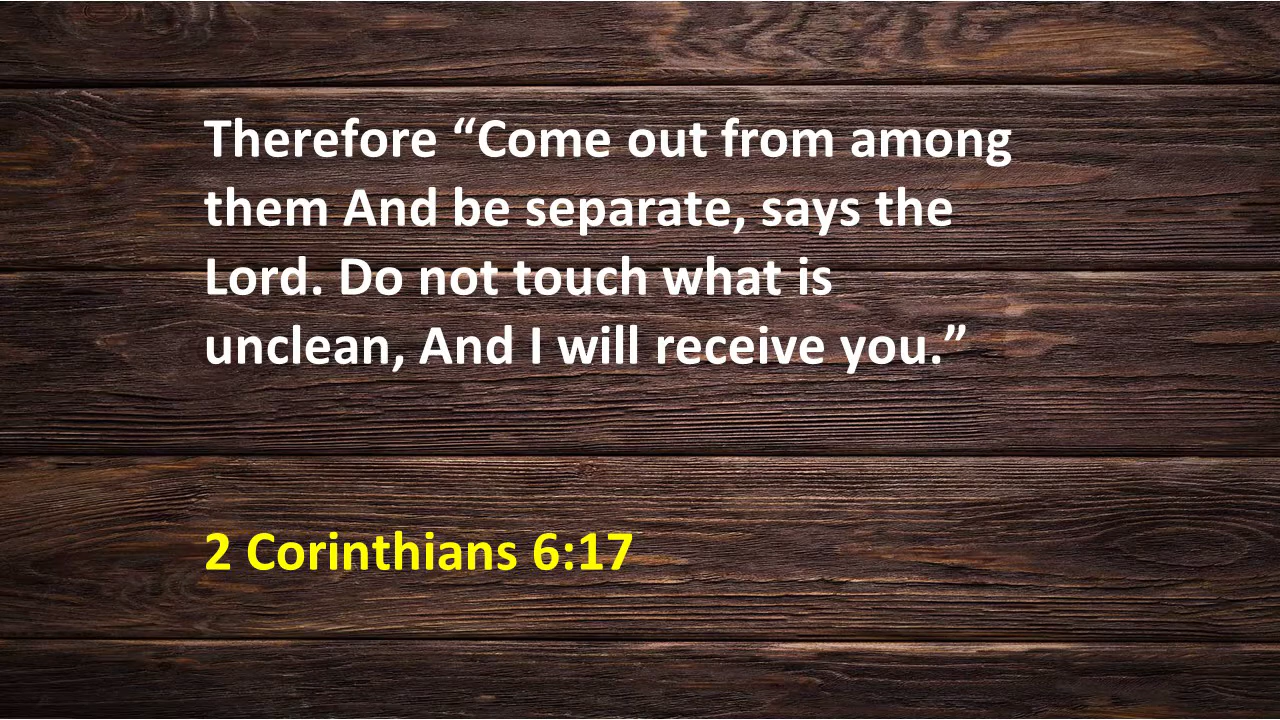 Therefore “Come out from among
them And be separate, says the
Lord. Do not touch what is
unclean, And I will receive you.”
2 Corinthians 6:17